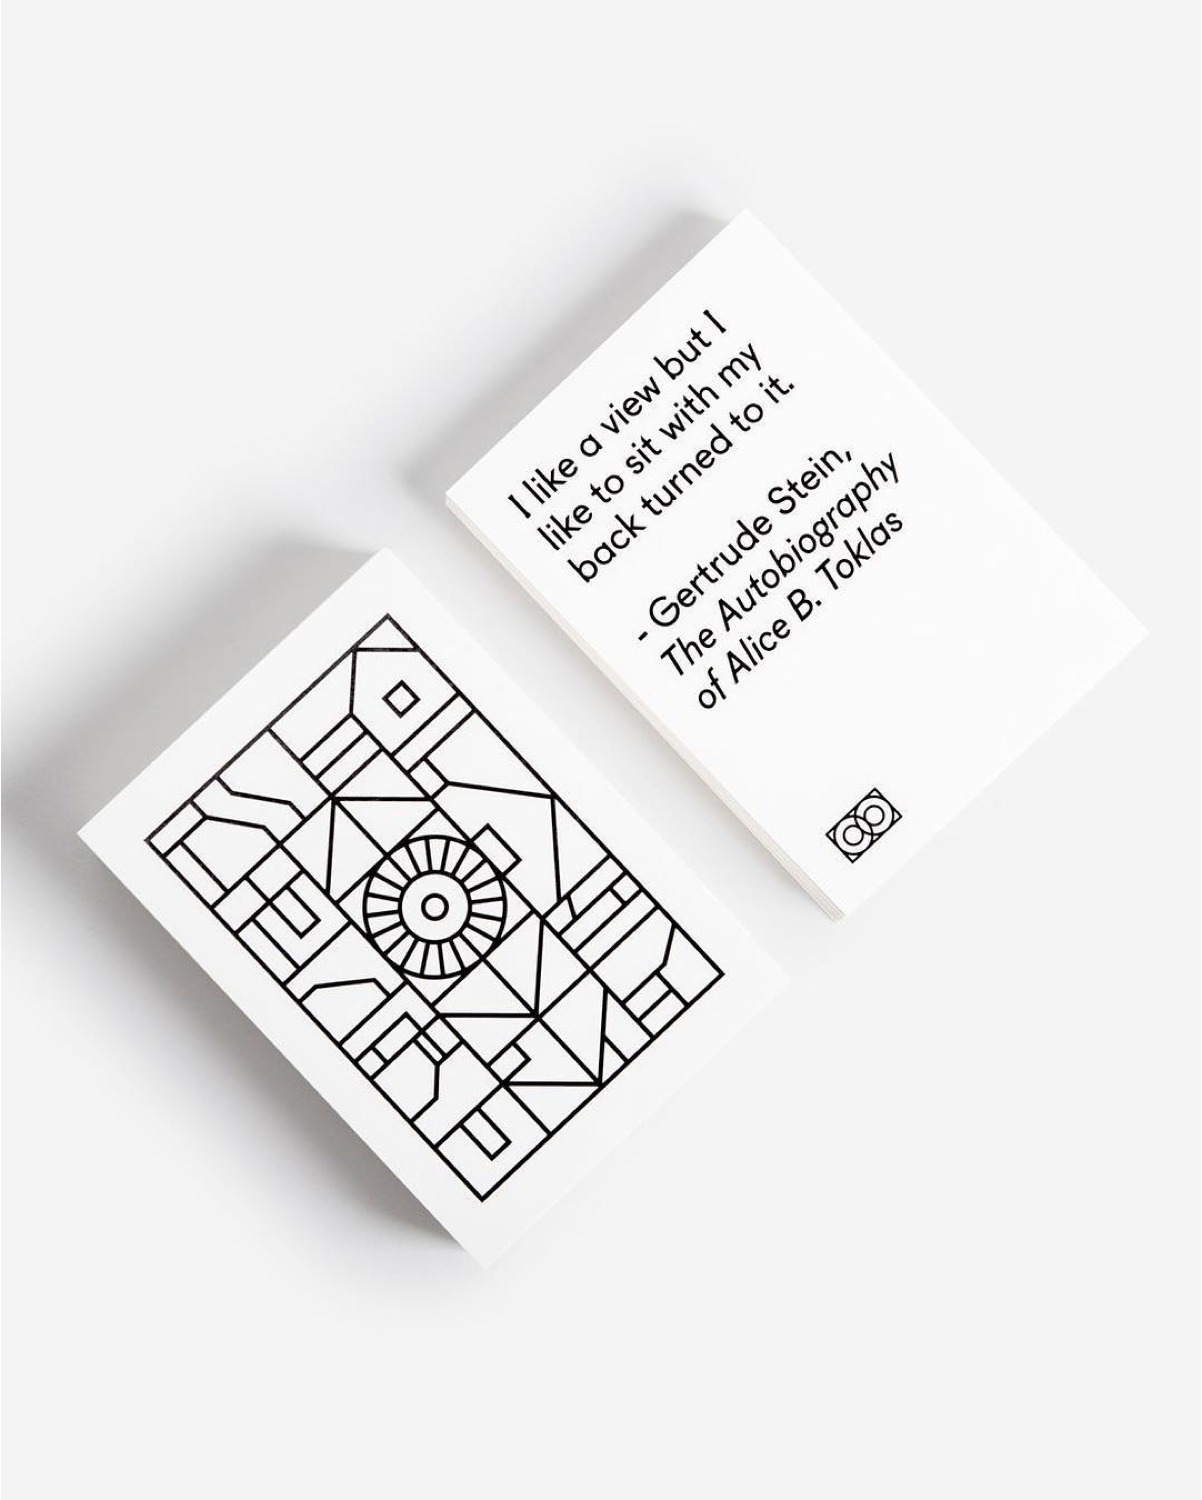 I like a view but I
like to sit with my
back turned to it.
- Gertrude Stein,
The Autobiography
of Alice B. Toklas